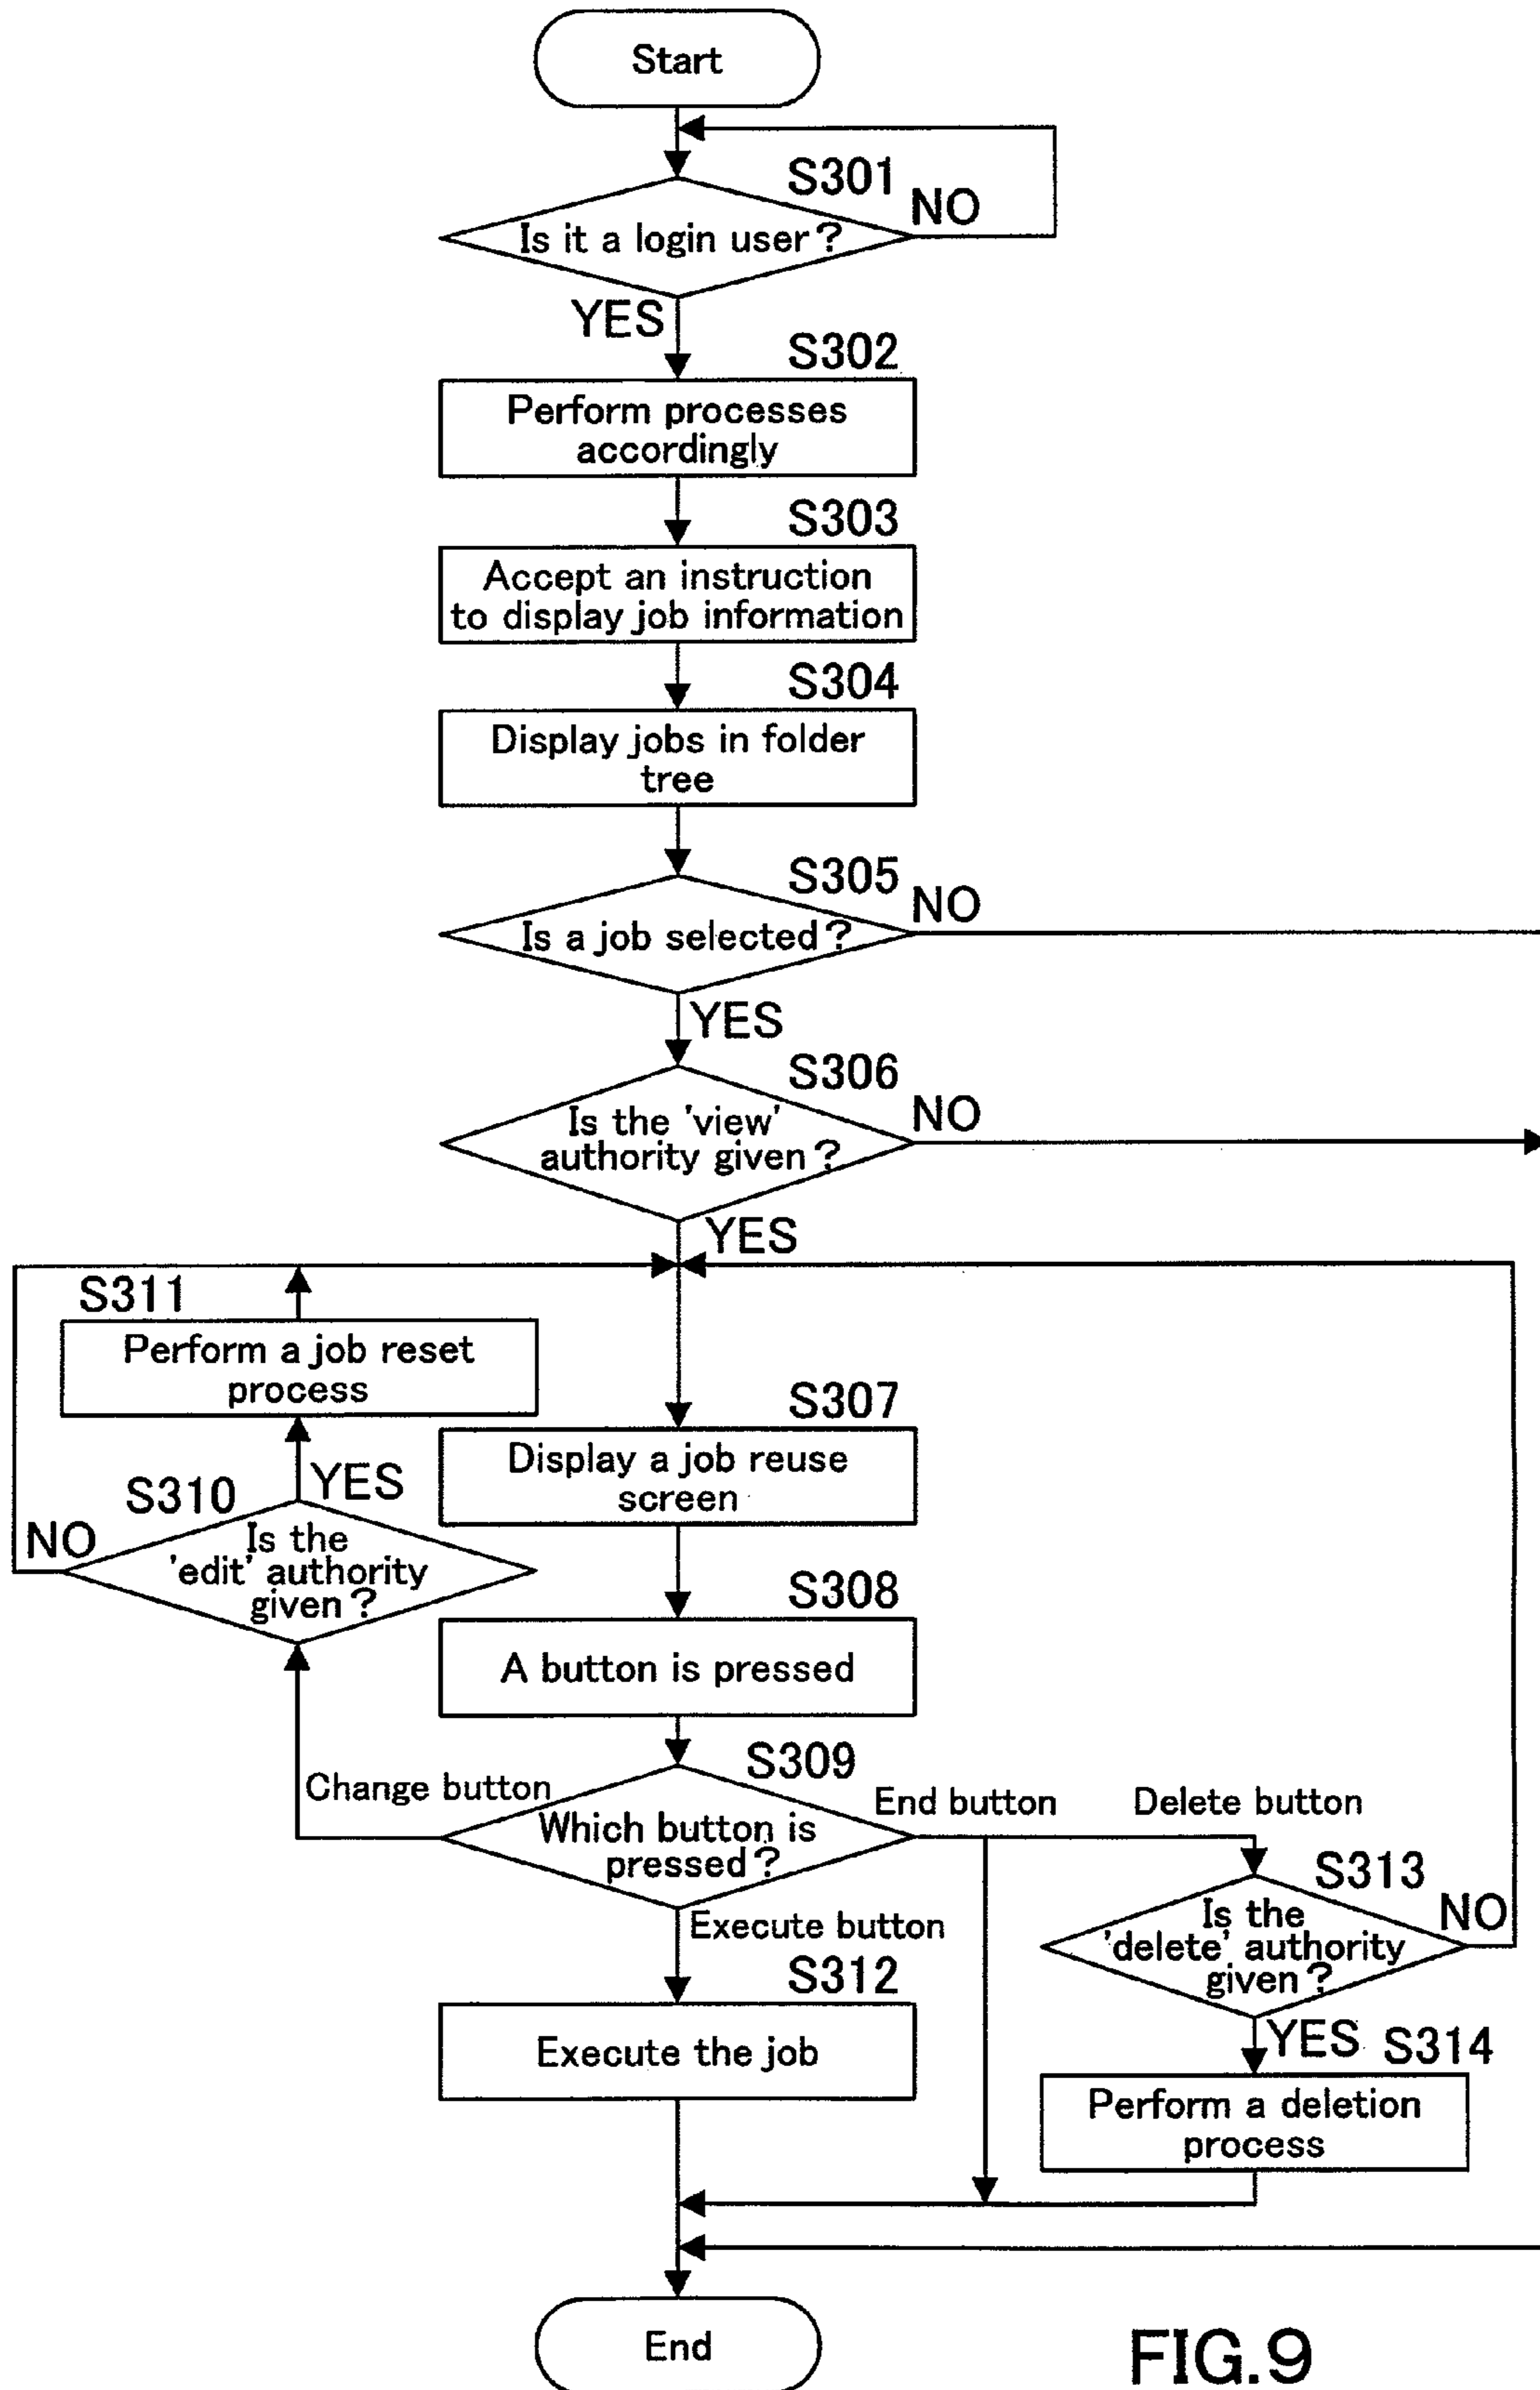 Start
S301
NO
Is it a login user?
YES
S302
Perform processes
accordingly
S303
Accept an instruction
to display job information
S304
Display jobs in folder
tree
S305
NO
Is a job selected?
YES
S306
NO
Is the 'view'
authority given?
YES
S311
Perform a job reset
process
S307
Display a job reuse
screen
S310
YES
NO
Is the
'edit' authority
given?
S308
A button is pressed
S309
Change button
End button
Delete button
Which button is
pressed?
S313
NO
Is the
'delete' authority
given?
Execute button
S312
Execute the job
YES
S314
Perform a deletion
process
End
FIG.9